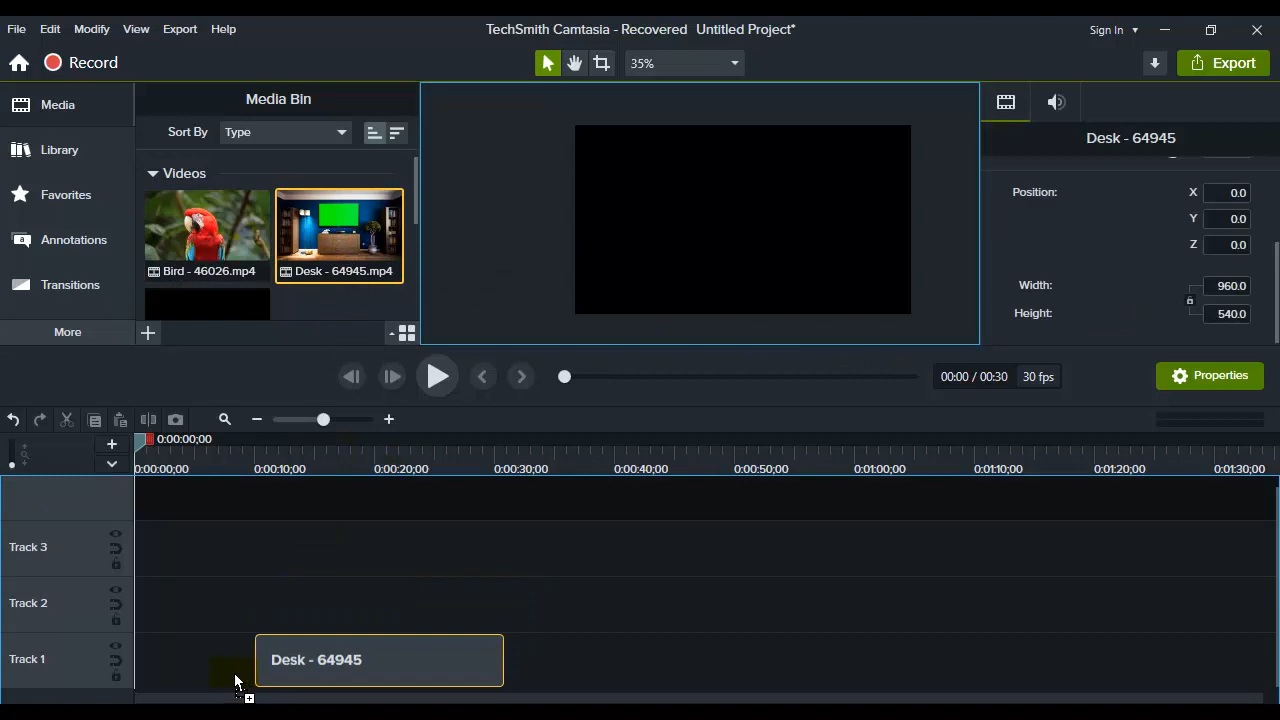 File Edit Modify View Export Help
TechSmith Camtasia - Recovered Untitled Project*
Sign In
Record
35%
Export
Media
Library
Favorites
Annotations
Transitions
More
Media Bin
Sort By Type
Videos
Bird - 46026.mp4
Desk - 64945.mp4
Desk - 64945
Position: X 0.0
Y 0.0
Z 0.0
Width: 960.0
Height: 540.0
00:00 / 00:30 30 fps
Properties
0:00:00;00
0:00:00;00 0:00:10;00 0:00:20;00 0:00:30;00 0:00:40;00 0:00:50;00 0:01:00;00 0:01:10;00 0:01:20;00 0:01:30;00
Track 3
Track 2
Track 1
Desk - 64945